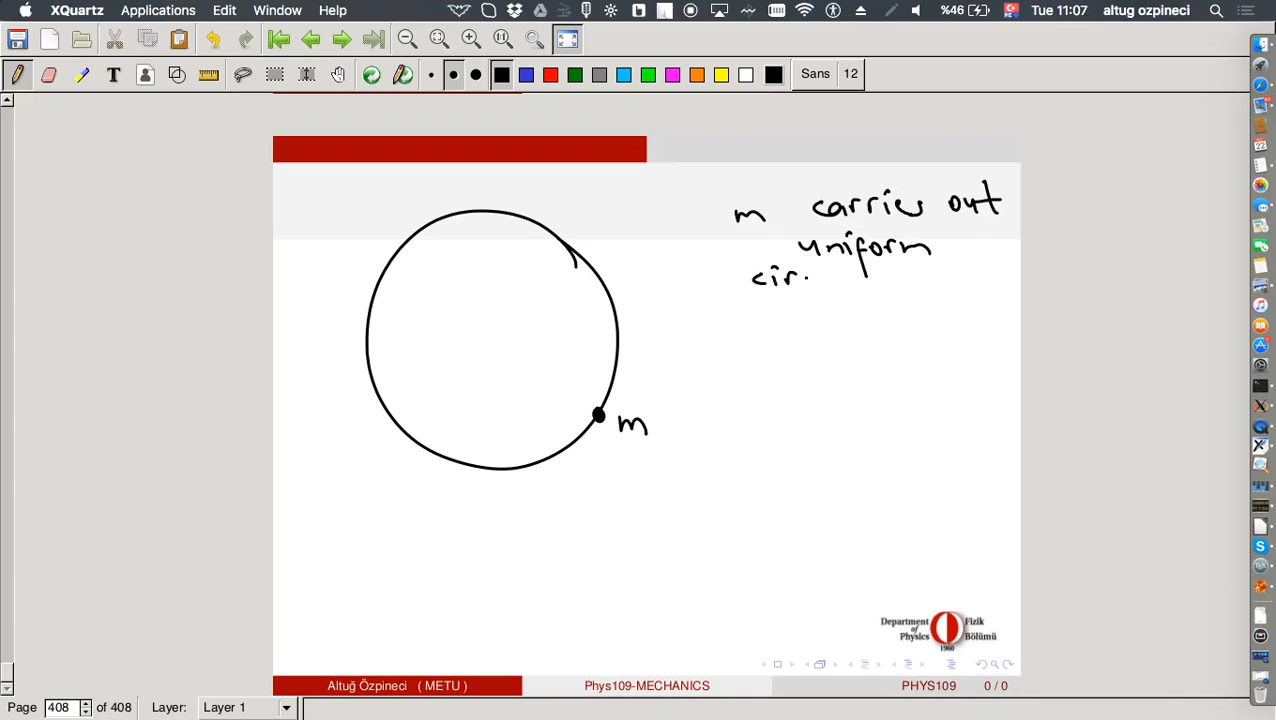 XQuartz Applications Edit Window Help %46 Tue 11:07 altug ozpineci
T Sans 12
m carries out
uniform
cir.
m
Department of Physics Fizik Bölümü
1960
Altuğ Özpineci ( METU ) Phys109-MECHANICS PHYS109 0 / 0
Page 408 of 408 Layer: Layer 1